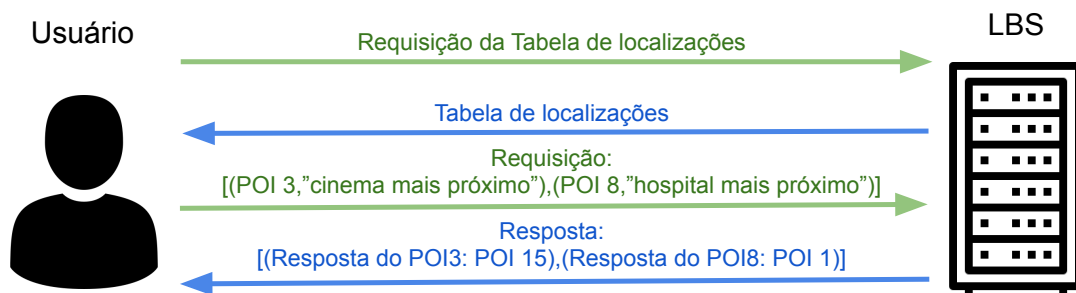 Usuário
LBS
Requisição da Tabela de localizações
Tabela de localizações
Requisição:
[(POI 3,”cinema mais próximo”),(POI 8,”hospital mais próximo”)]
Resposta:
[(Resposta do POI3: POI 15),(Resposta do POI8: POI 1)]